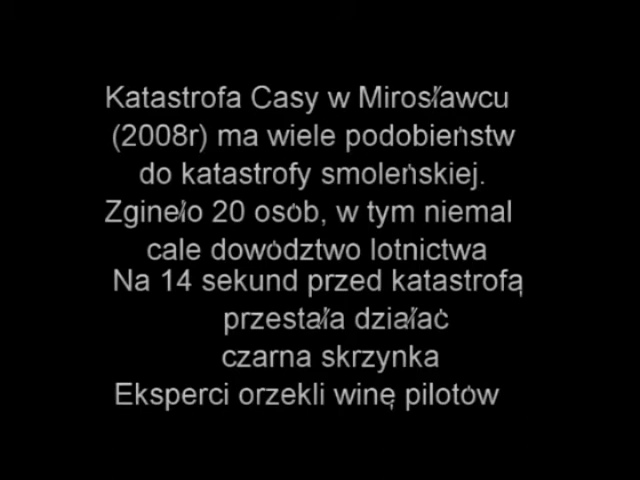 Katastrofa Casy w Mirosławcu
(2008r) ma wiele podobieństw
do katastrofy smoleńskiej.
Zgineło 20 osób, w tym niemal
cale dowództwo lotnictwa
Na 14 sekund przed katastrofą
przestała działać
czarna skrzynka
Eksperci orzekli winę pilotów